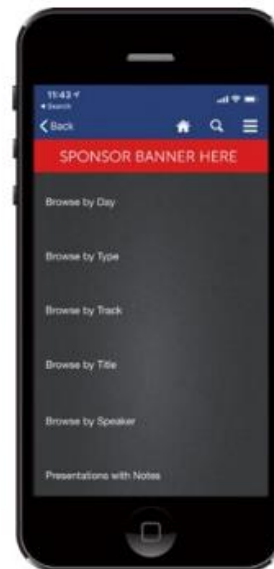 11:43
Search
Back
SPONSOR BANNER HERE
Browse by Day
Browse by Type
Browse by Track
Browse by Title
Browse by Speaker
Presentations with Notes